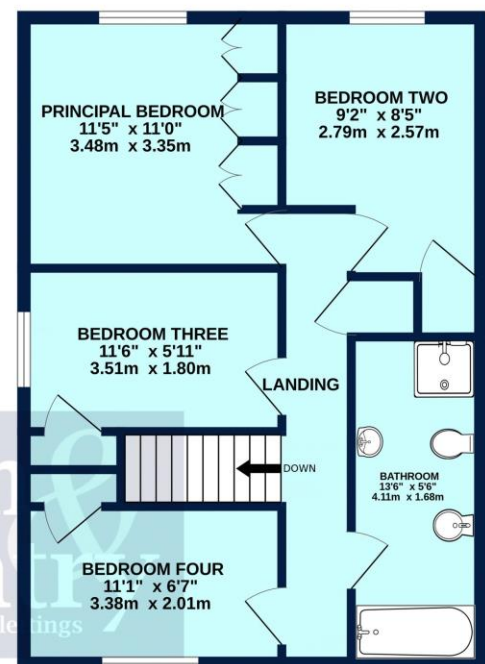 PRINCIPAL BEDROOM
11'5" x 11'0"
3.48m x 3.35m
BEDROOM TWO
9'2" x 8'5"
2.79m x 2.57m
BEDROOM THREE
11'6" x 5'11"
3.51m x 1.80m
LANDING
DOWN
BATHROOM
13'6" x 5'6"
4.11m x 1.68m
BEDROOM FOUR
11'1" x 6'7"
3.38m x 2.01m